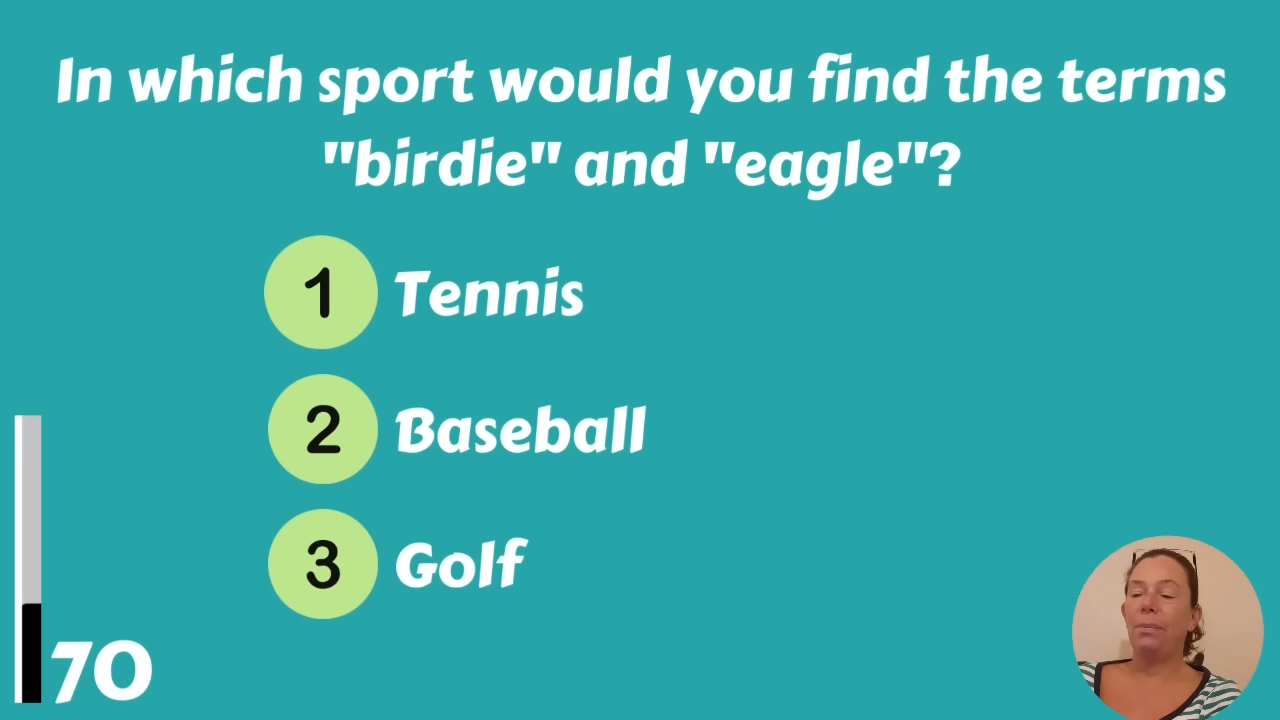 In which sport would you find the terms
"birdie" and "eagle"?
1 Tennis
2 Baseball
3 Golf
70